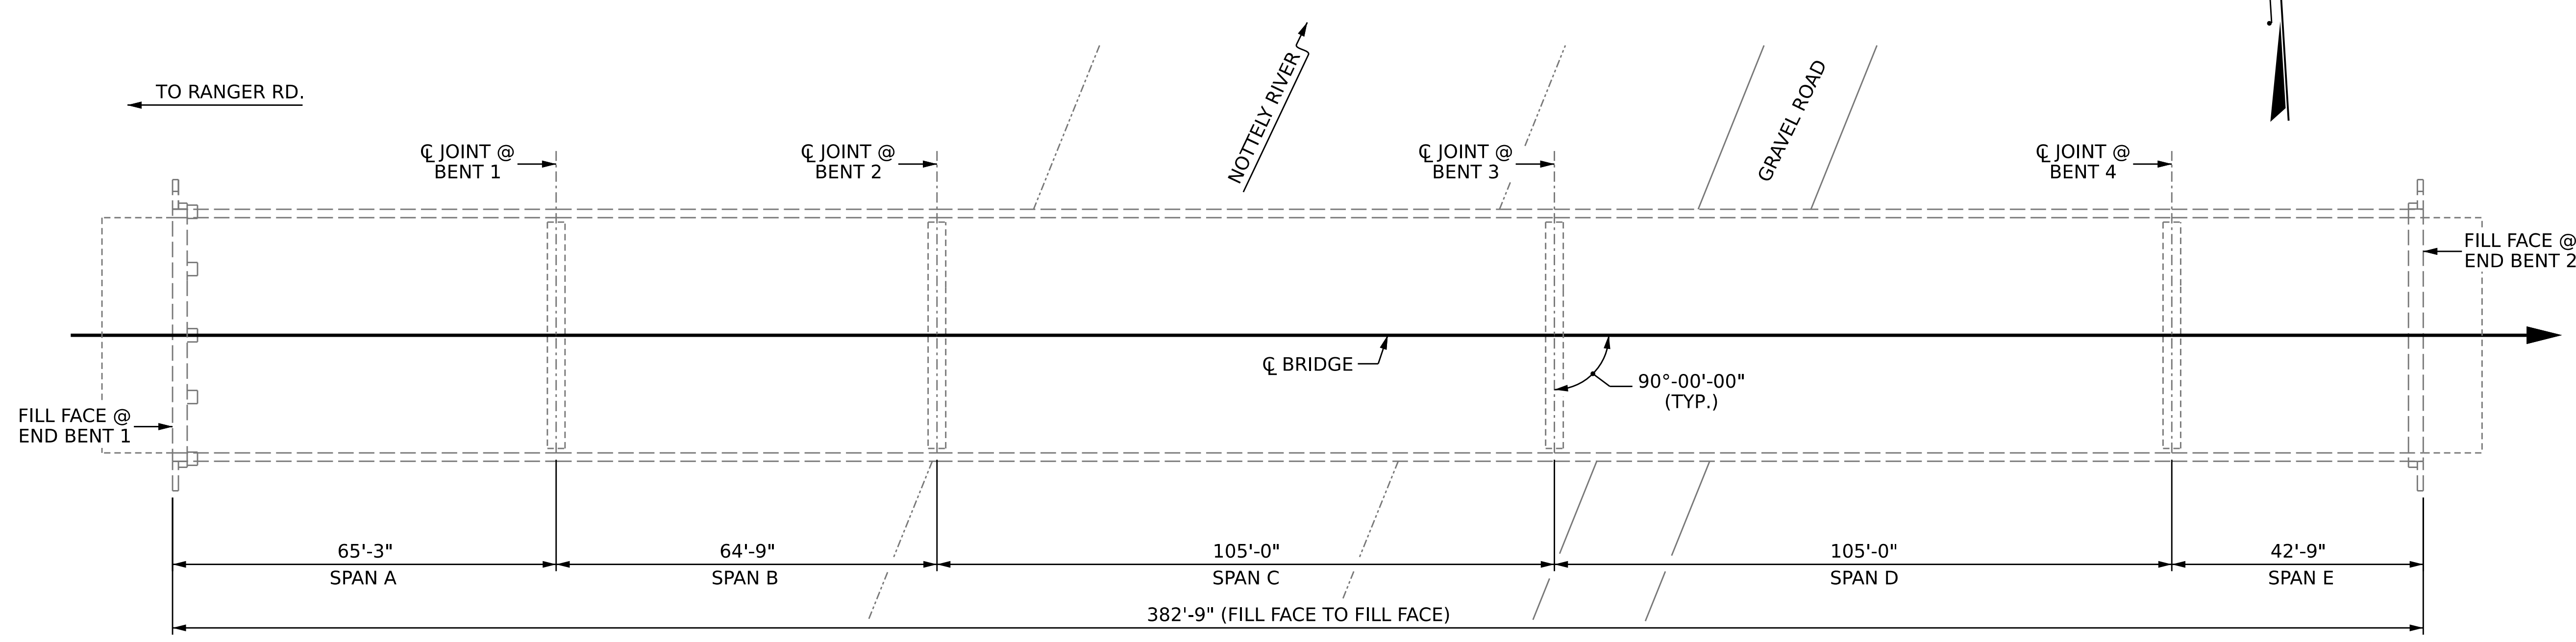 TO RANGER RD.
NOTTELY RIVER
GRAVEL ROAD
℄ JOINT @
BENT 1
℄ JOINT @
BENT 2
℄ JOINT @
BENT 3
℄ JOINT @
BENT 4
FILL FACE @
END BENT 2
℄ BRIDGE
90°-00'-00"
(TYP.)
FILL FACE @
END BENT 1
65'-3"
SPAN A
64'-9"
SPAN B
105'-0"
SPAN C
105'-0"
SPAN D
42'-9"
SPAN E
382'-9" (FILL FACE TO FILL FACE)